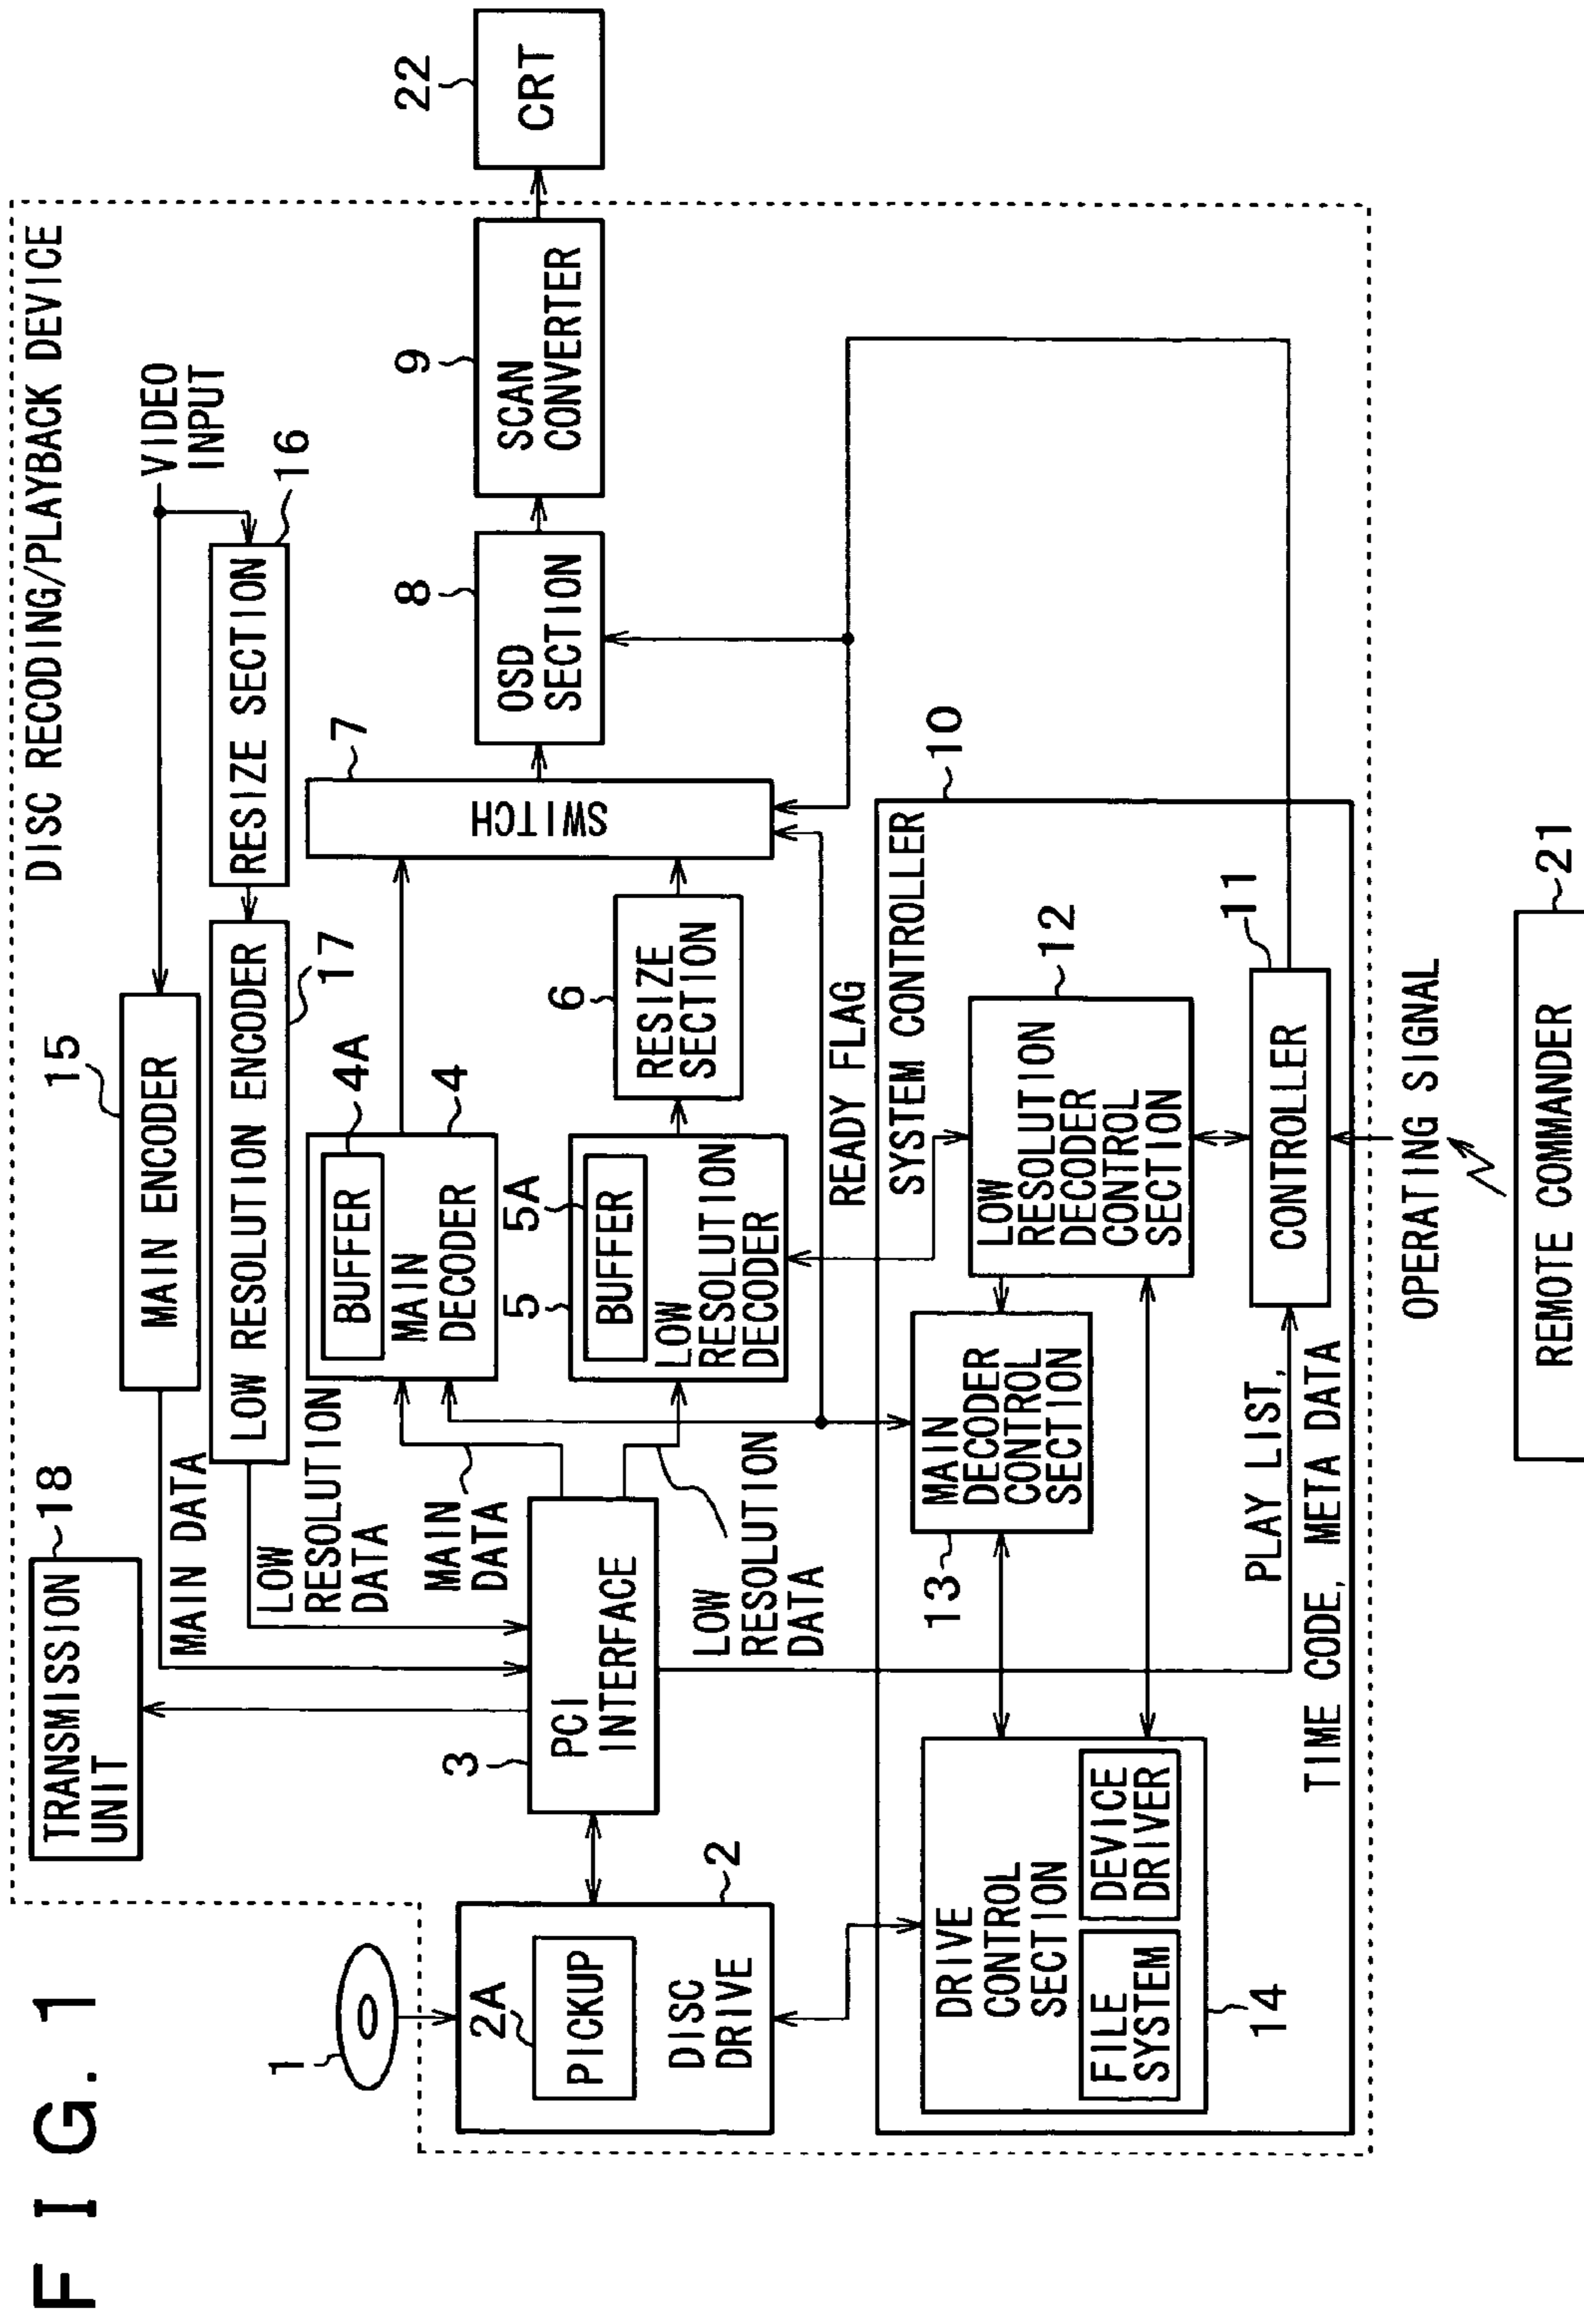 FIG. 1
DISC RECODING/PLAYBACK DEVICE
18
TRANSMISSION
UNIT
15
MAIN ENCODER
VIDEO
INPUT
MAIN DATA
LOW RESOLUTION ENCODER
17
RESIZE SECTION
16
LOW
RESOLUTION
DATA
1
MAIN
DATA
BUFFER
4A
MAIN
DECODER
4
SWITCH
7
22
CRT
2A
PICKUP
DISC
DRIVE
2
3
PCI
INTERFACE
5
5A
BUFFER
LOW
RESOLUTION
DECODER
6
RESIZE
SECTION
8
OSD
SECTION
9
SCAN
CONVERTER
LOW
RESOLUTION
DATA
READY FLAG
SYSTEM CONTROLLER
10
DRIVE
CONTROL
SECTION
FILE
SYSTEM
DEVICE
DRIVER
14
13
MAIN
DECODER
CONTROL
SECTION
LOW
RESOLUTION
DECODER
CONTROL
SECTION
12
CONTROLLER
11
PLAY LIST,
TIME CODE, META DATA
OPERATING SIGNAL
REMOTE COMMANDER
21